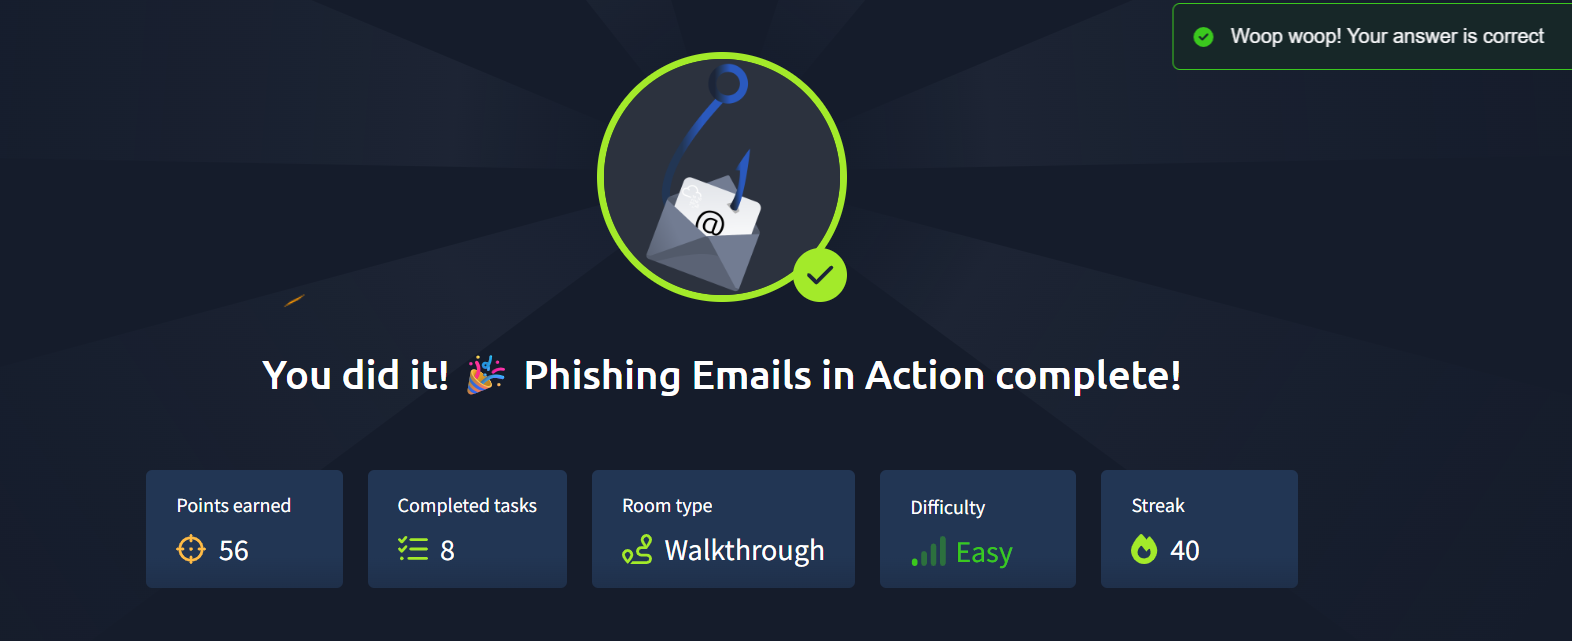 Woop woop! Your answer is correct
@
You did it! 🎉 Phishing Emails in Action complete!
Points earned
56
Completed tasks
8
Room type
Walkthrough
Difficulty
Easy
Streak
40